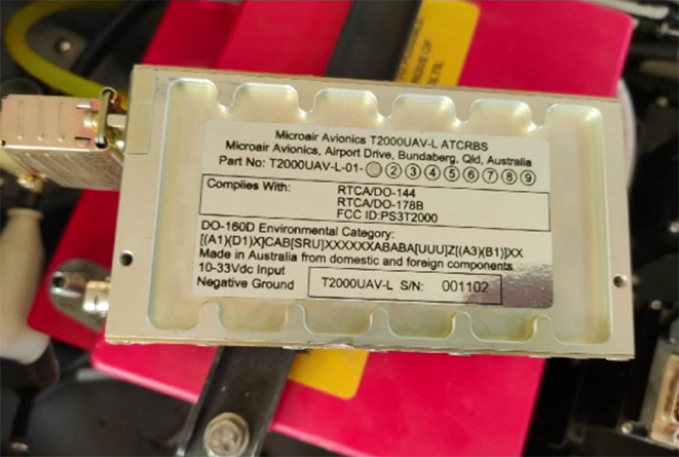 Microair Avionics T2000UAV-L ATCRBS
Microair Avionics, Airport Drive, Bundaberg, Qld, Australia
Part No: T2000UAV-L-01- ② ③ ④ ⑤ ⑥ ⑦ ⑧ ⑨
Complies With: RTCA/DO-144
RTCA/DO-178B
FCC ID:PS3T2000
DO-160D Environmental Category:
[(A1)(D1)X]CAB[SRU]XXXXXXABABA[UUU]Z[(A3)(B1)]XX
Made in Australia from domestic and foreign components
10-33Vdc Input
Negative Ground
T2000UAV-L S/N: 001102